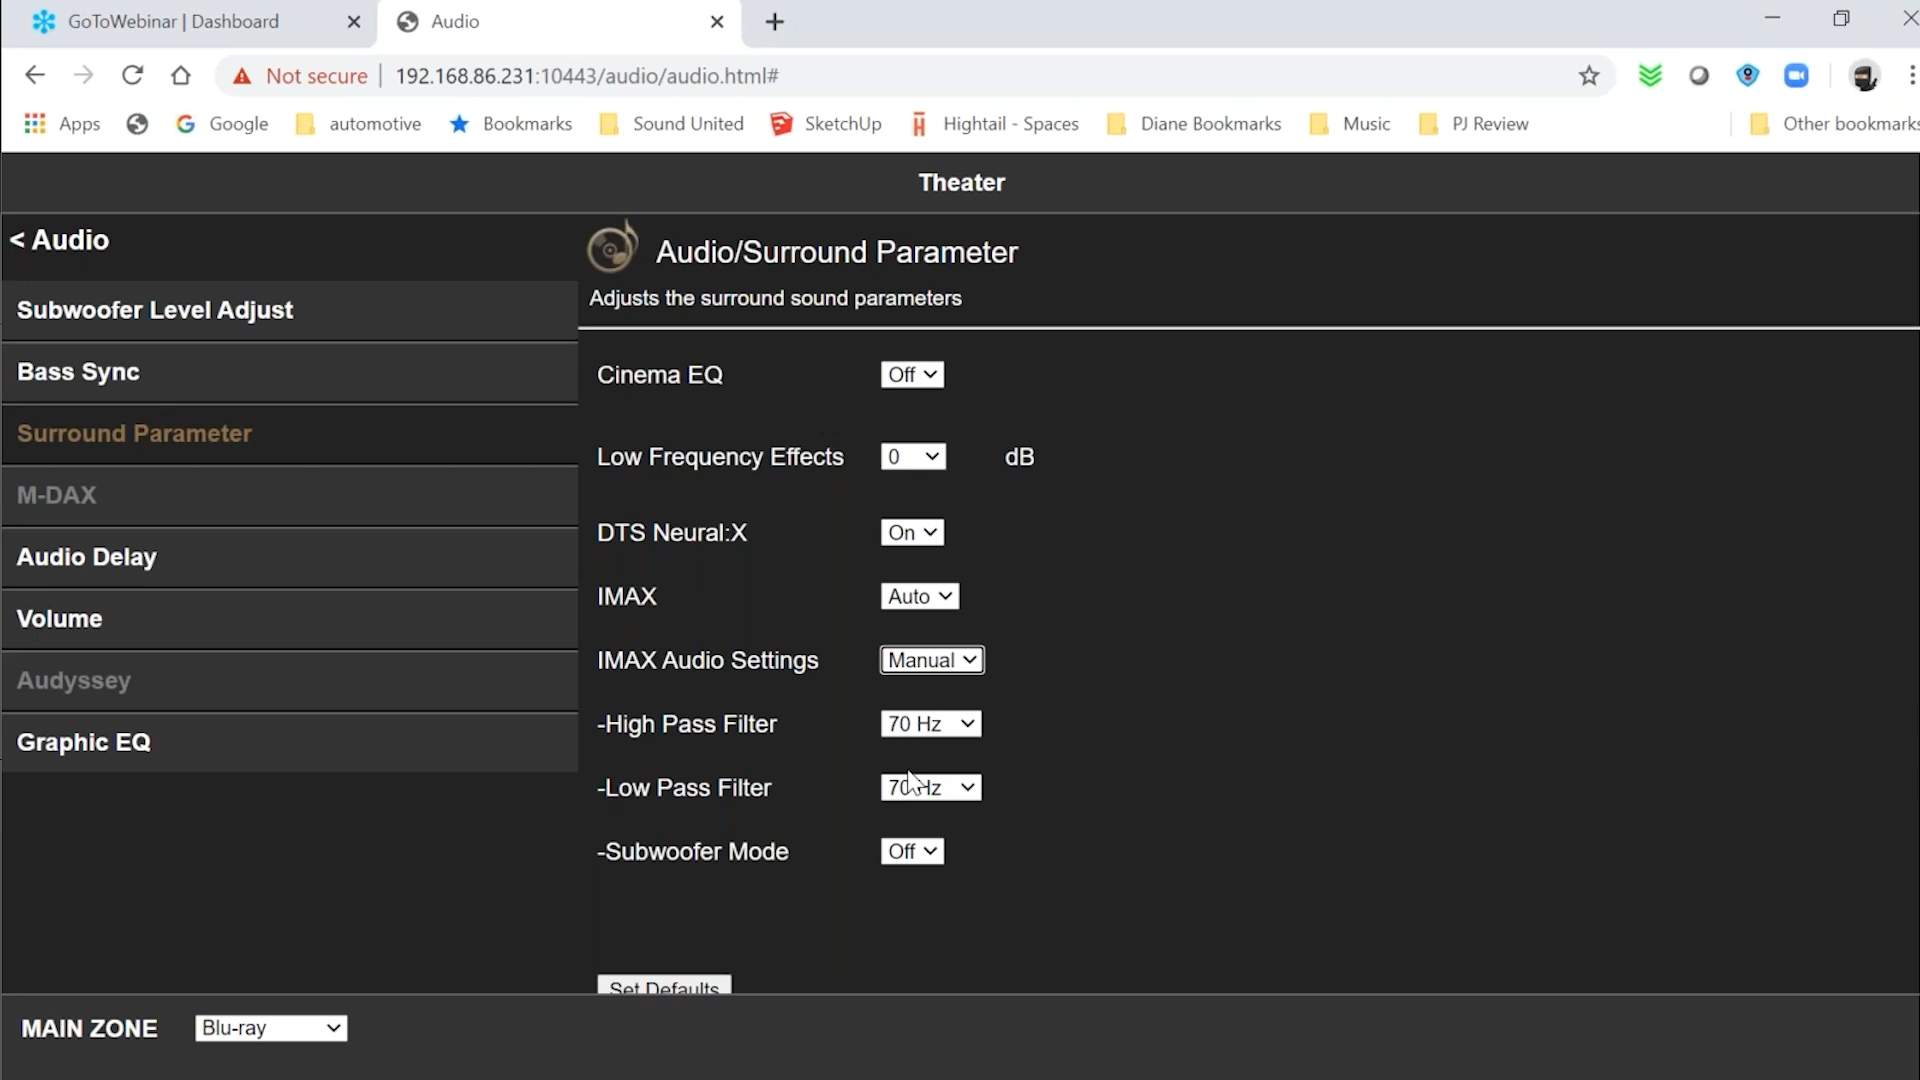 GoToWebinar | Dashboard
Audio
Not secure
192.168.86.231:10443/audio/audio.html#
Apps
Google
automotive
Bookmarks
Sound United
SketchUp
Hightail - Spaces
Diane Bookmarks
Music
PJ Review
Other bookmarks
Theater
< Audio
Subwoofer Level Adjust
Bass Sync
Surround Parameter
M-DAX
Audio Delay
Volume
Audyssey
Graphic EQ
Audio/Surround Parameter
Adjusts the surround sound parameters
Cinema EQ Off
Low Frequency Effects 0 dB
DTS Neural:X On
IMAX Auto
IMAX Audio Settings Manual
-High Pass Filter 70 Hz
-Low Pass Filter 70 Hz
-Subwoofer Mode Off
Set Defaults
MAIN ZONE Blu-ray